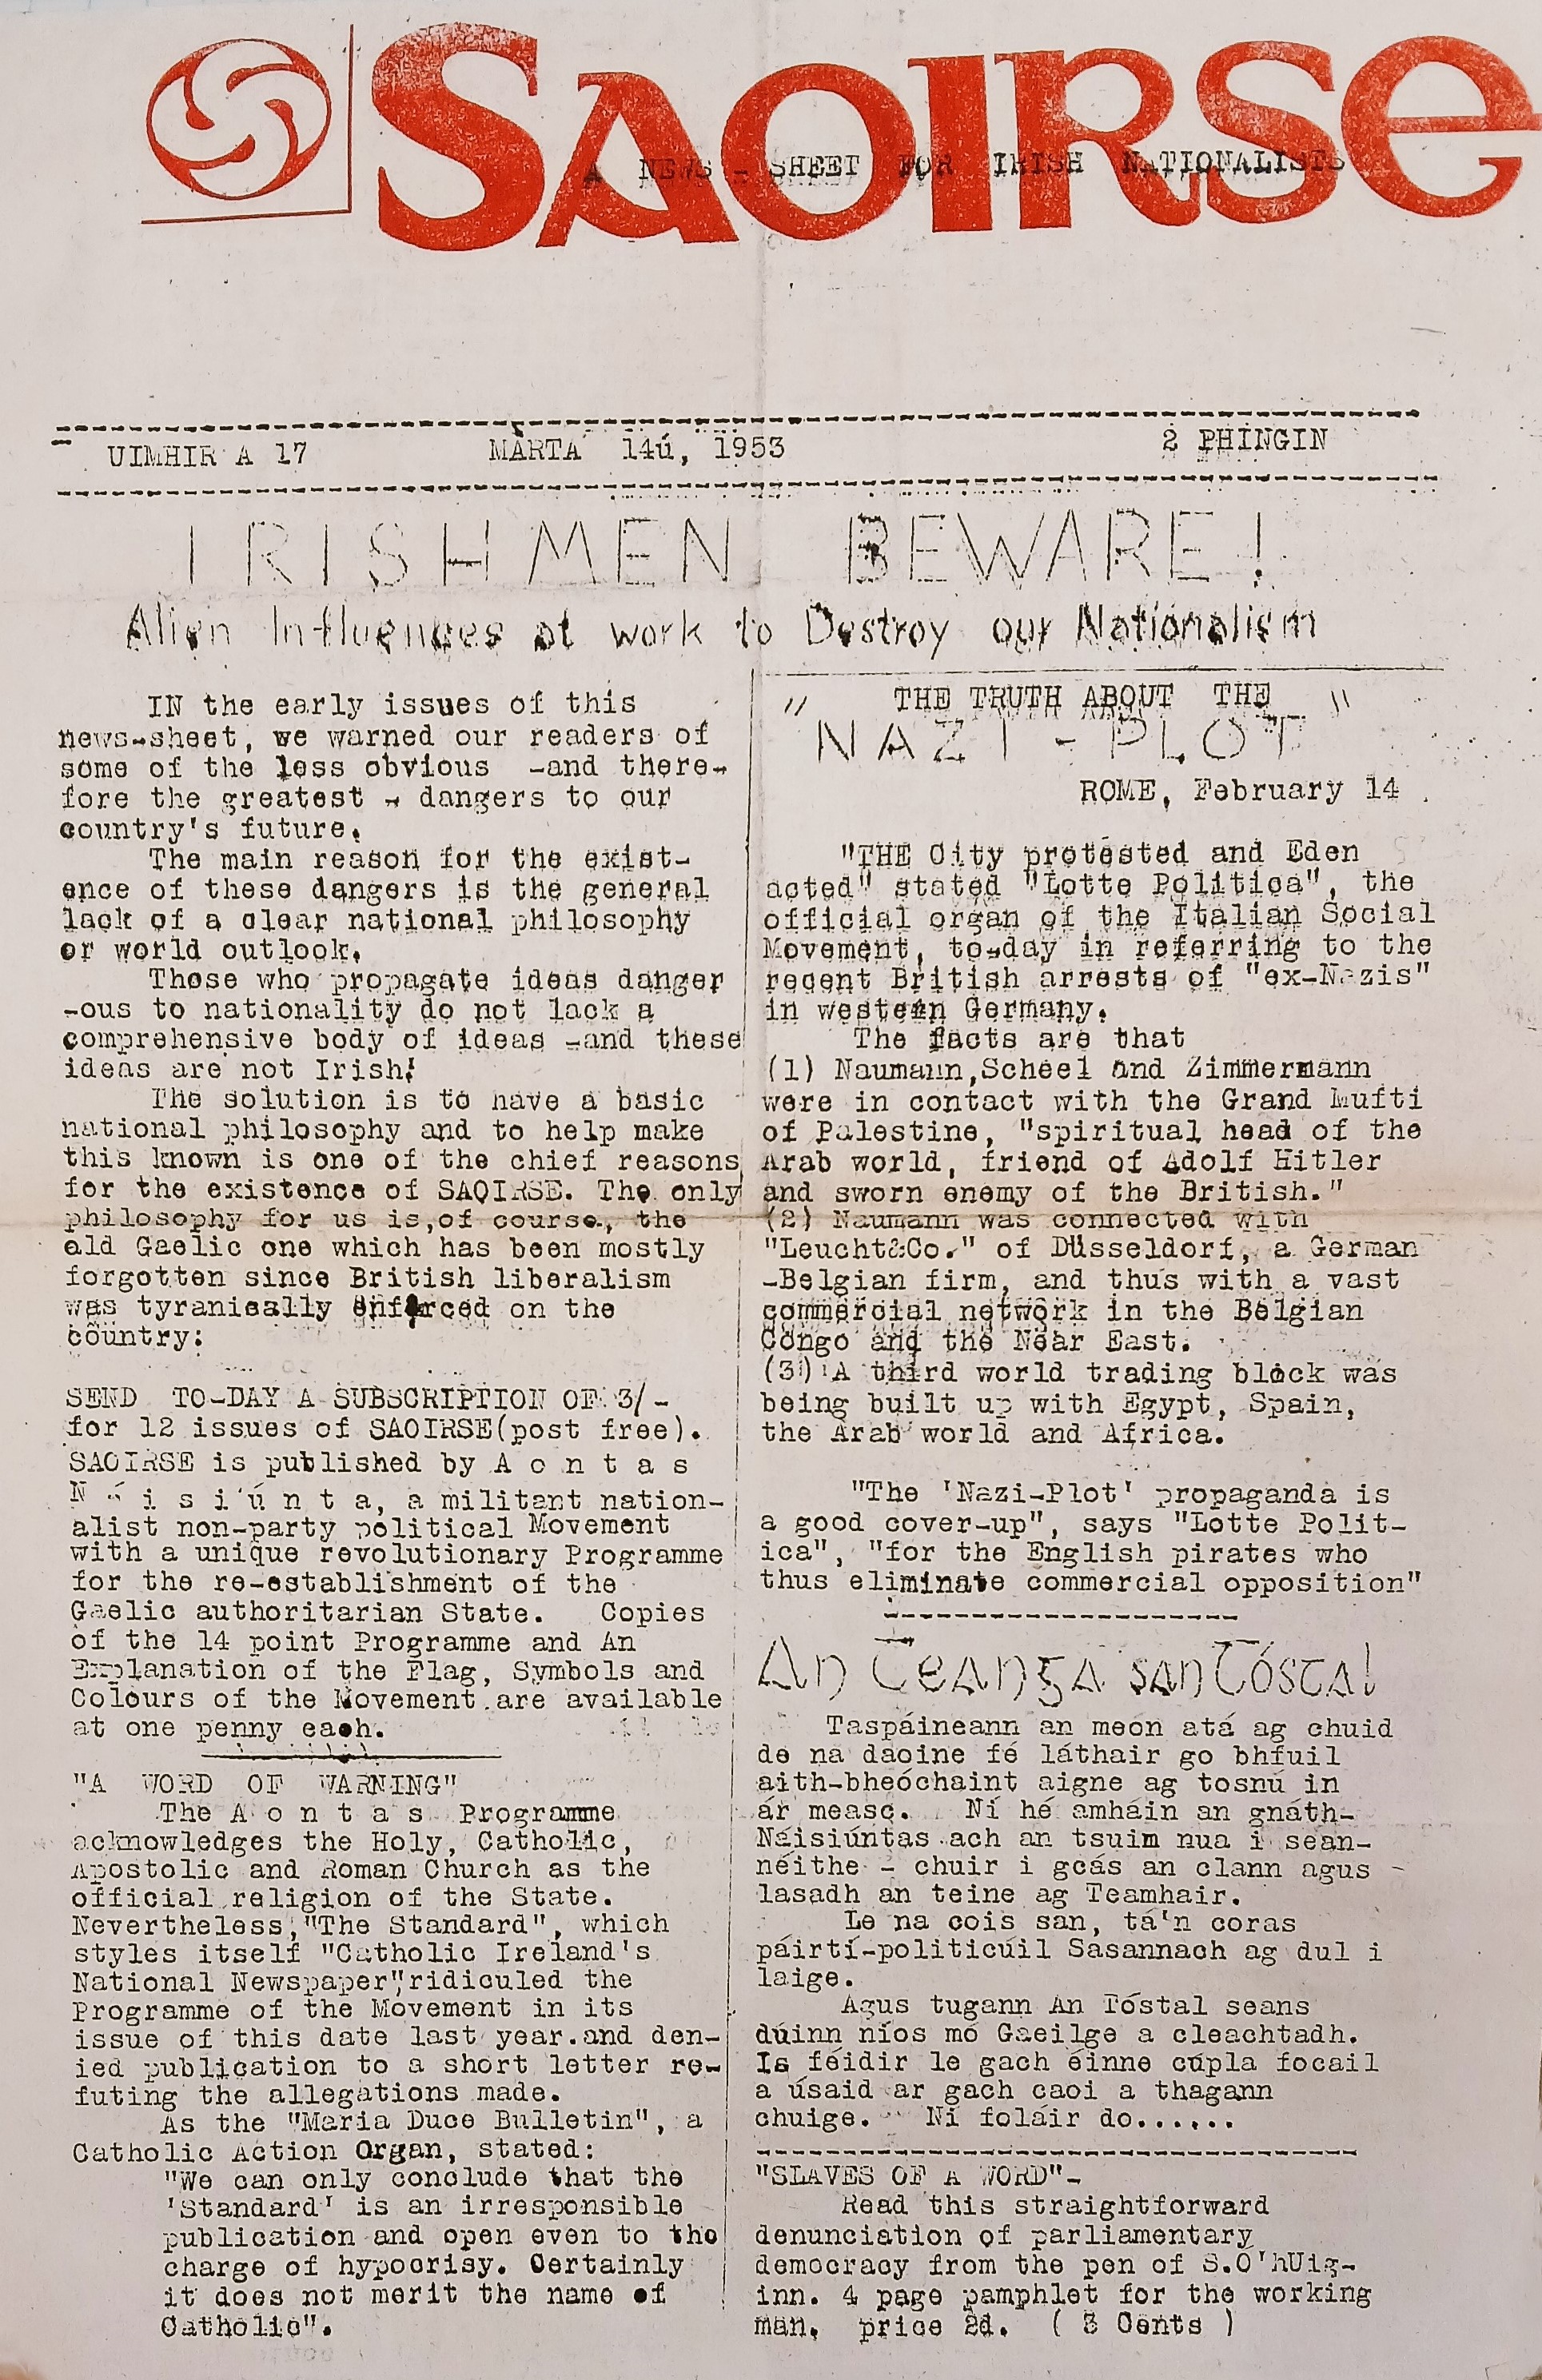 SAOIRSE
A NEWS - SHEET FOR IRISH NATIONALISTS
UIMHIR A 17 MÁRTA 14ú, 1953 2 PHINGIN
IRISHMEN BEWARE!
Alien Influences at work to Destroy our Nationalism
IN the early issues of this
news-sheet, we warned our readers of
some of the less obvious -and there-
fore the greatest - dangers to our
country's future.
The main reason for the exist-
ence of these dangers is the general
lack of a clear national philosophy
or world outlook.
Those who propagate ideas danger
-ous to nationality do not lack a
comprehensive body of ideas -and these
ideas are not Irish!
The solution is to have a basic
national philosophy and to help make
this known is one of the chief reasons
for the existence of SAOIRSE. The only
philosophy for us is, of course, the
old Gaelic one which has been mostly
forgotten since British liberalism
was tyranically enforced on the
country:
SEND TO-DAY A SUBSCRIPTION OF 3/-
for 12 issues of SAOIRSE(post free).
SAOIRSE is published by A o n t a s
N á i s i ú n t a, a militant nation-
alist non-party political Movement
with a unique revolutionary Programme
for the re-establishment of the
Gaelic authoritarian State. Copies
of the 14 point Programme and An
Explanation of the Flag, Symbols and
Colours of the Movement are available
at one penny each.
"A WORD OF WARNING"
The A o n t a s Programme
acknowledges the Holy, Catholic,
Apostolic and Roman Church as the
official religion of the State.
Nevertheless, "The Standard", which
styles itself "Catholic Ireland's
National Newspaper", ridiculed the
Programme of the Movement in its
issue of this date last year.and den-
ied publication to a short letter re-
futing the allegations made.
As the "Maria Duce Bulletin", a
Catholic Action Organ, stated:
"We can only conclude that the
'Standard' is an irresponsible
publication and open even to the
charge of hypocrisy. Certainly
it does not merit the name of
Catholic".
" THE TRUTH ABOUT THE "
NAZI - PLOT
ROME, February 14
"THE City protested and Eden
acted" stated "Lotte Politica", the
official organ of the Italian Social
Movement, to-day in referring to the
recent British arrests of "ex-Nazis"
in western Germany.
The facts are that
(1) Naumann,Scheel and Zimmermann
were in contact with the Grand Mufti
of Palestine, "spiritual head of the
Arab world, friend of Adolf Hitler
and sworn enemy of the British."
(2) Naumann was connected with
"Leucht&Co." of Düsseldorf, a German
-Belgian firm, and thus with a vast
commercial network in the Belgian
Congo and the Near East.
(3) A third world trading block was
being built up with Egypt, Spain,
the Arab world and Africa.
"The 'Nazi-Plot' propaganda is
a good cover-up", says "Lotte Polit-
ica", "for the English pirates who
thus eliminate commercial opposition"
An Teanga san Tóstal
Taspáineann an meon atá ag chuid
de na daoine fé láthair go bhfuil
aith-bheóchaint aigne ag tosnú in
ár measc. Ní hé amháin an gnáth-
Náisiúntas ach an tsuim nua i sean-
néithe - chuir i gcás an clann agus
lasadh an teine ag Teamhair.
Le na cois san, tá'n coras
páirtí-politicúil Sasannach ag dul i
laige.
Agus tugann An Tóstal seans
dúinn níos mó Gaeilge a cleachtadh.
Is féidir le gach éinne cúpla focail
a úsaid ar gach caoi a thagann
chuige. Ni foláir do......
"SLAVES OF A WORD"-
Read this straightforward
denunciation of parliamentary
democracy from the pen of S.O'hUig-
inn. 4 page pamphlet for the working
man. price 2d. ( 3 Cents )